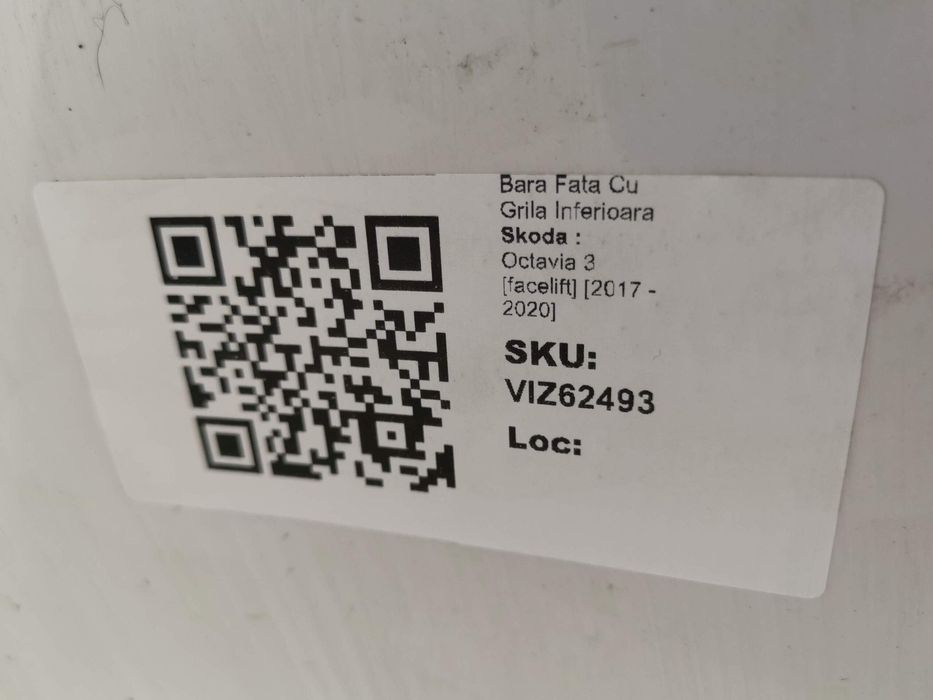 Bara Fata Cu
Grila Inferioara
Skoda :
Octavia 3
[facelift] [2017 -
2020]
SKU:
VIZ62493
Loc: